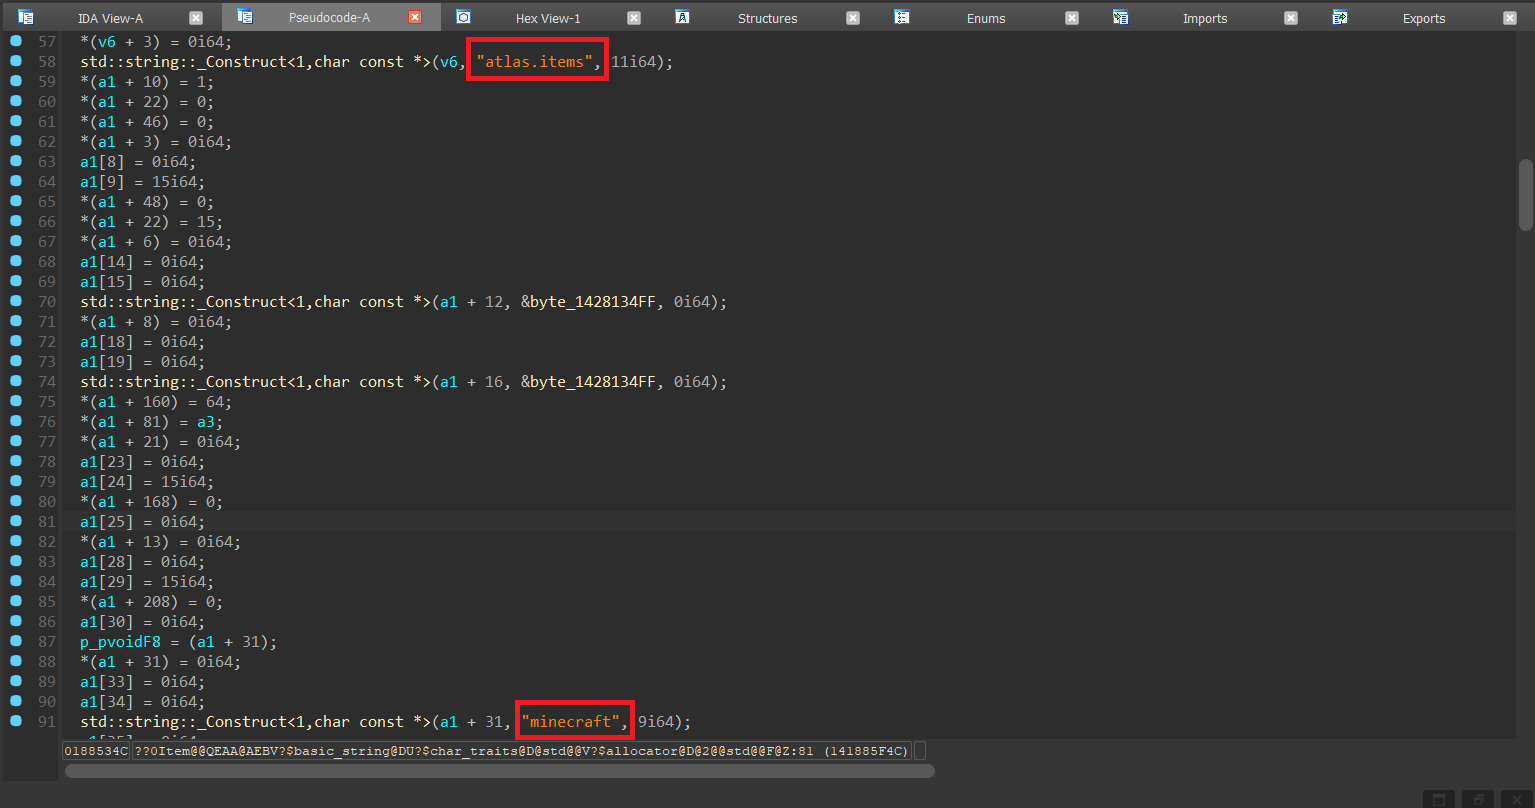 IDA View-A Pseudocode-A Hex View-1 Structures Enums Imports Exports
57 *(v6 + 3) = 0i64;
58 std::string::_Construct<1,char const *>(v6, "atlas.items", 11i64);
59 *(a1 + 10) = 1;
60 *(a1 + 22) = 0;
61 *(a1 + 46) = 0;
62 *(a1 + 3) = 0i64;
63 a1[8] = 0i64;
64 a1[9] = 15i64;
65 *(a1 + 48) = 0;
66 *(a1 + 22) = 15;
67 *(a1 + 6) = 0i64;
68 a1[14] = 0i64;
69 a1[15] = 0i64;
70 std::string::_Construct<1,char const *>(a1 + 12, &byte_1428134FF, 0i64);
71 *(a1 + 8) = 0i64;
72 a1[18] = 0i64;
73 a1[19] = 0i64;
74 std::string::_Construct<1,char const *>(a1 + 16, &byte_1428134FF, 0i64);
75 *(a1 + 160) = 64;
76 *(a1 + 81) = a3;
77 *(a1 + 21) = 0i64;
78 a1[23] = 0i64;
79 a1[24] = 15i64;
80 *(a1 + 168) = 0;
81 a1[25] = 0i64;
82 *(a1 + 13) = 0i64;
83 a1[28] = 0i64;
84 a1[29] = 15i64;
85 *(a1 + 208) = 0;
86 a1[30] = 0i64;
87 p_pvoidF8 = (a1 + 31);
88 *(a1 + 31) = 0i64;
89 a1[33] = 0i64;
90 a1[34] = 0i64;
91 std::string::_Construct<1,char const *>(a1 + 31, "minecraft", 9i64);
0188534C ??0Item@@QEAA@AEBV?$basic_string@DU?$char_traits@D@std@@V?$allocator@D@2@@std@@F@Z:81 (141885F4C)